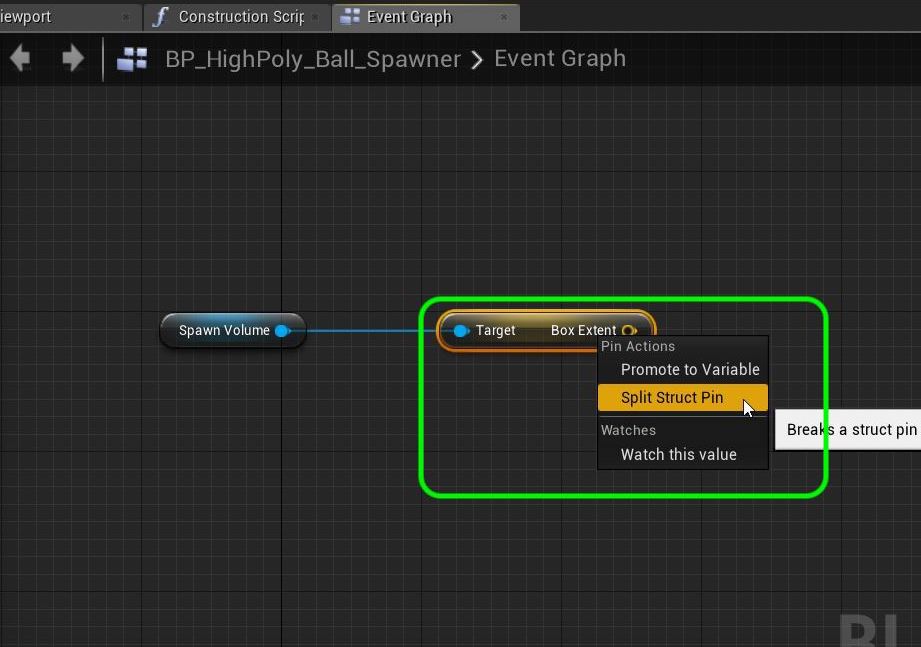 iewport
Construction Scrip
Event Graph
BP_HighPoly_Ball_Spawner > Event Graph
Spawn Volume
Target Box Extent
Pin Actions
Promote to Variable
Split Struct Pin
Breaks a struct pin
Watches
Watch this value
BL